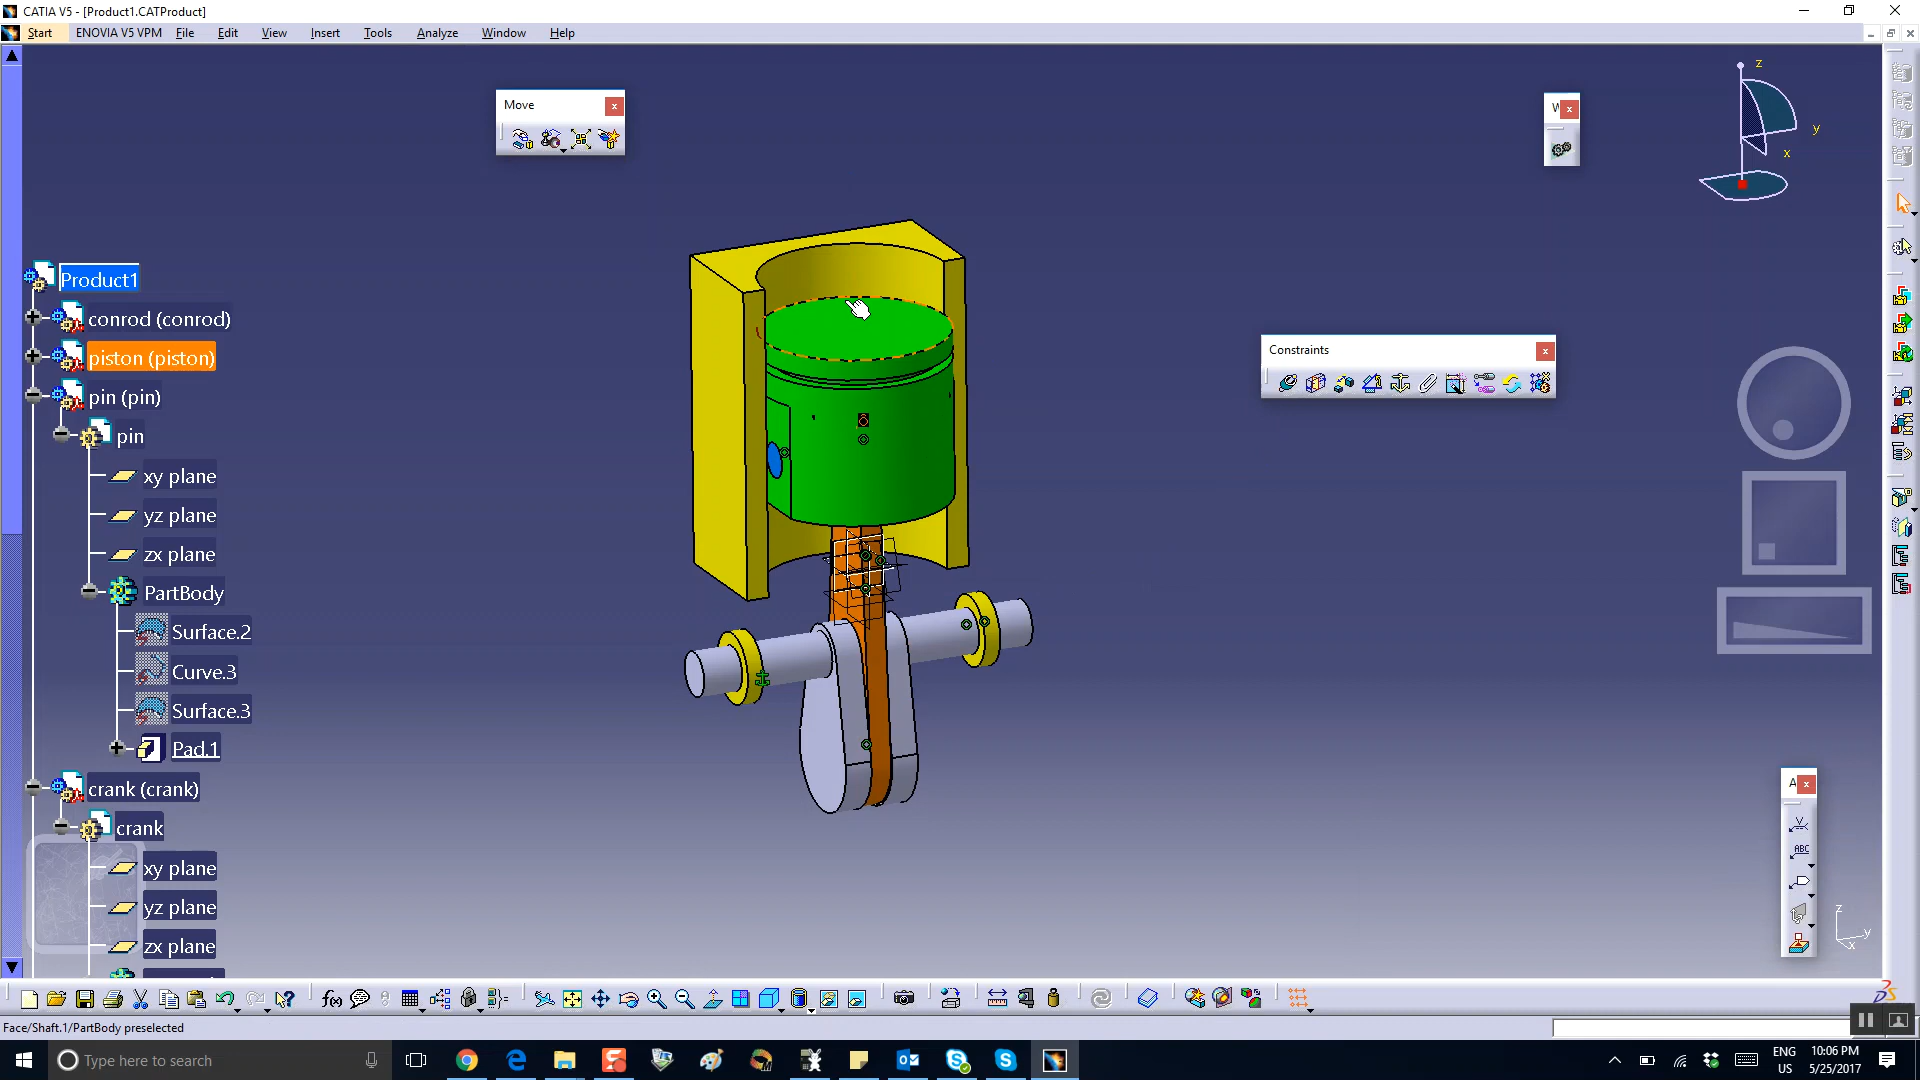 CATIA V5 - [Product1.CATProduct]
Start ENOVIA V5 VPM File Edit View Insert Tools Analyze Window Help
Move
W
z
y
x
Product1
conrod (conrod)
piston (piston)
pin (pin)
pin
xy plane
yz plane
zx plane
PartBody
Surface.2
Curve.3
Surface.3
Pad.1
crank (crank)
crank
xy plane
yz plane
zx plane
Constraints
A
ABC
z
y
x
f(x)
Face/Shaft.1/PartBody preselected
Type here to search
ENG
US
10:06 PM
5/25/2017